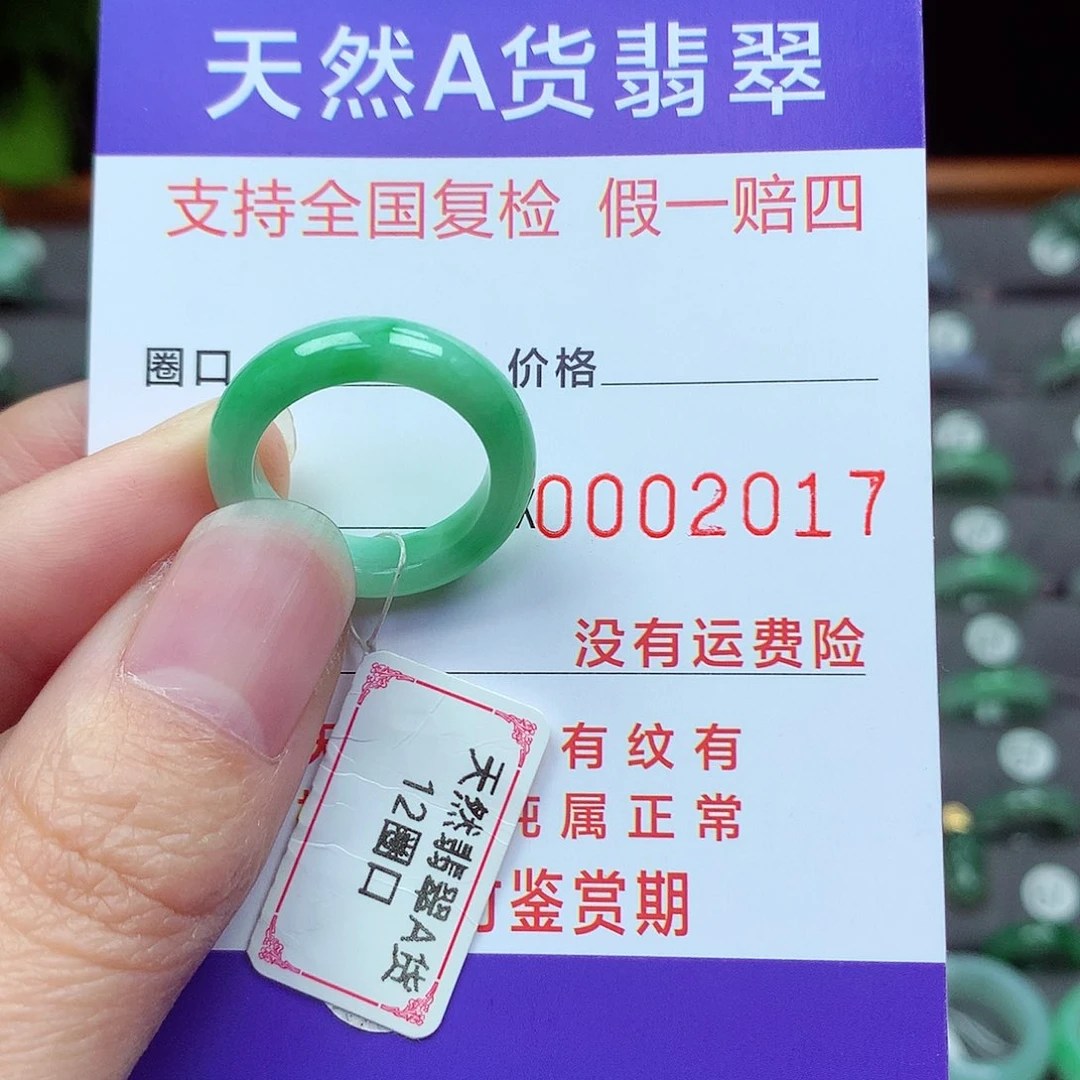 天然A货翡翠
支持全国复检 假一赔四
圈口 价格
X0002017
没有运费险
有纹有
纯属正常
鉴赏期
天然翡翠A货
12圈口